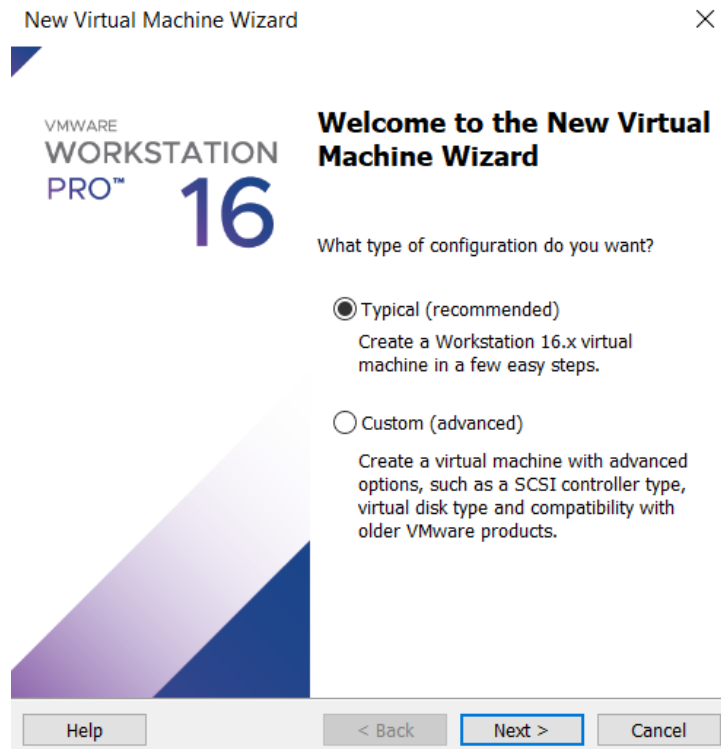 New Virtual Machine Wizard
VMWARE
WORKSTATION
PRO™
16
Welcome to the New Virtual
Machine Wizard
What type of configuration do you want?
Typical (recommended)
Create a Workstation 16.x virtual
machine in a few easy steps.
Custom (advanced)
Create a virtual machine with advanced
options, such as a SCSI controller type,
virtual disk type and compatibility with
older VMware products.
Help
< Back
Next >
Cancel